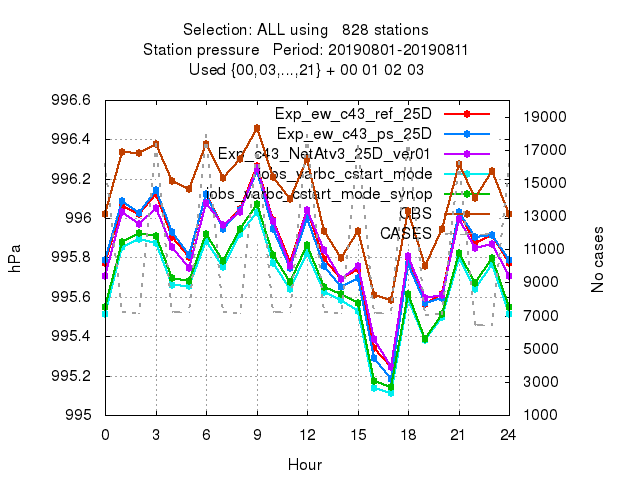 Selection: ALL using   828 stations
Station pressure   Period: 20190801-20190811
Used {00,03,...,21} + 00 01 02 03
996.6
996.4
996.2
996
995.8
995.6
995.4
995.2
995
hPa
19000
17000
15000
13000
11000
9000
7000
5000
3000
1000
No cases
Exp_ew_c43_ref_25D
Exp_ew_c43_ps_25D
Exp_c43_NetAtv3_25D_ver01
jobs_varbc_cstart_mode
jobs_varbc_cstart_mode_synop
OBS
CASES
0 3 6 9 12 15 18 21 24
Hour